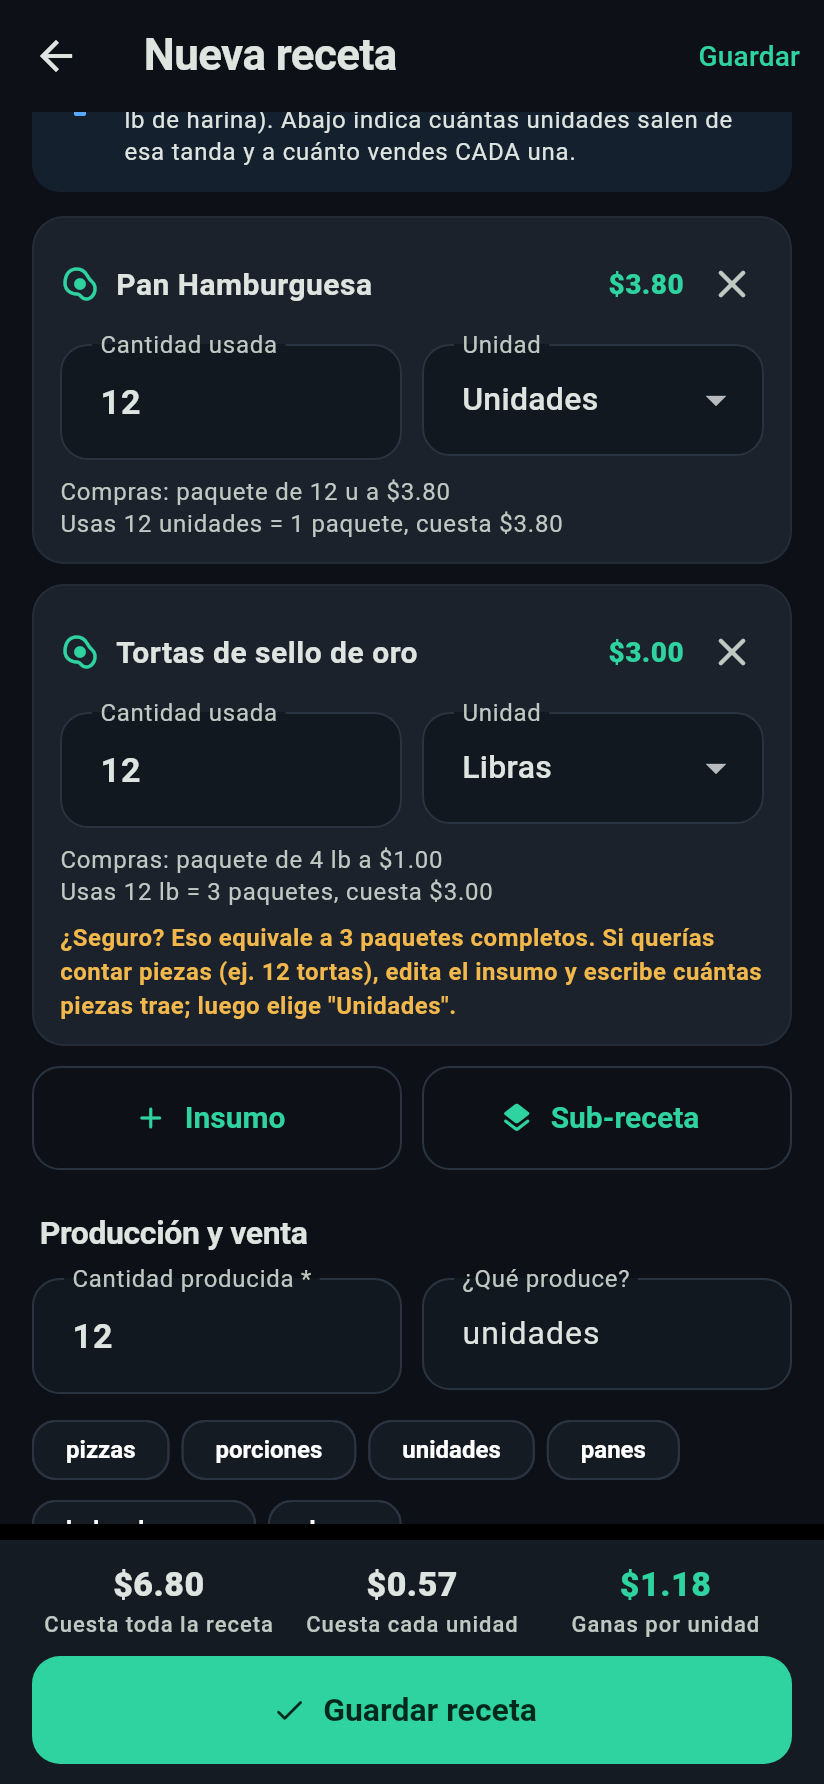 Nueva receta
Guardar
lb de harina). Abajo indica cuántas unidades salen de
esa tanda y a cuánto vendes CADA una.
Pan Hamburguesa
$3.80
Cantidad usada
Unidad
12
Unidades
Compras: paquete de 12 u a $3.80
Usas 12 unidades = 1 paquete, cuesta $3.80
Tortas de sello de oro
$3.00
Cantidad usada
Unidad
12
Libras
Compras: paquete de 4 lb a $1.00
Usas 12 lb = 3 paquetes, cuesta $3.00
¿Seguro? Eso equivale a 3 paquetes completos. Si querías
contar piezas (ej. 12 tortas), edita el insumo y escribe cuántas
piezas trae; luego elige "Unidades".
+ Insumo
Sub-receta
Producción y venta
Cantidad producida *
¿Qué produce?
12
unidades
pizzas
porciones
unidades
panes
$6.80
$0.57
$1.18
Cuesta toda la receta
Cuesta cada unidad
Ganas por unidad
Guardar receta